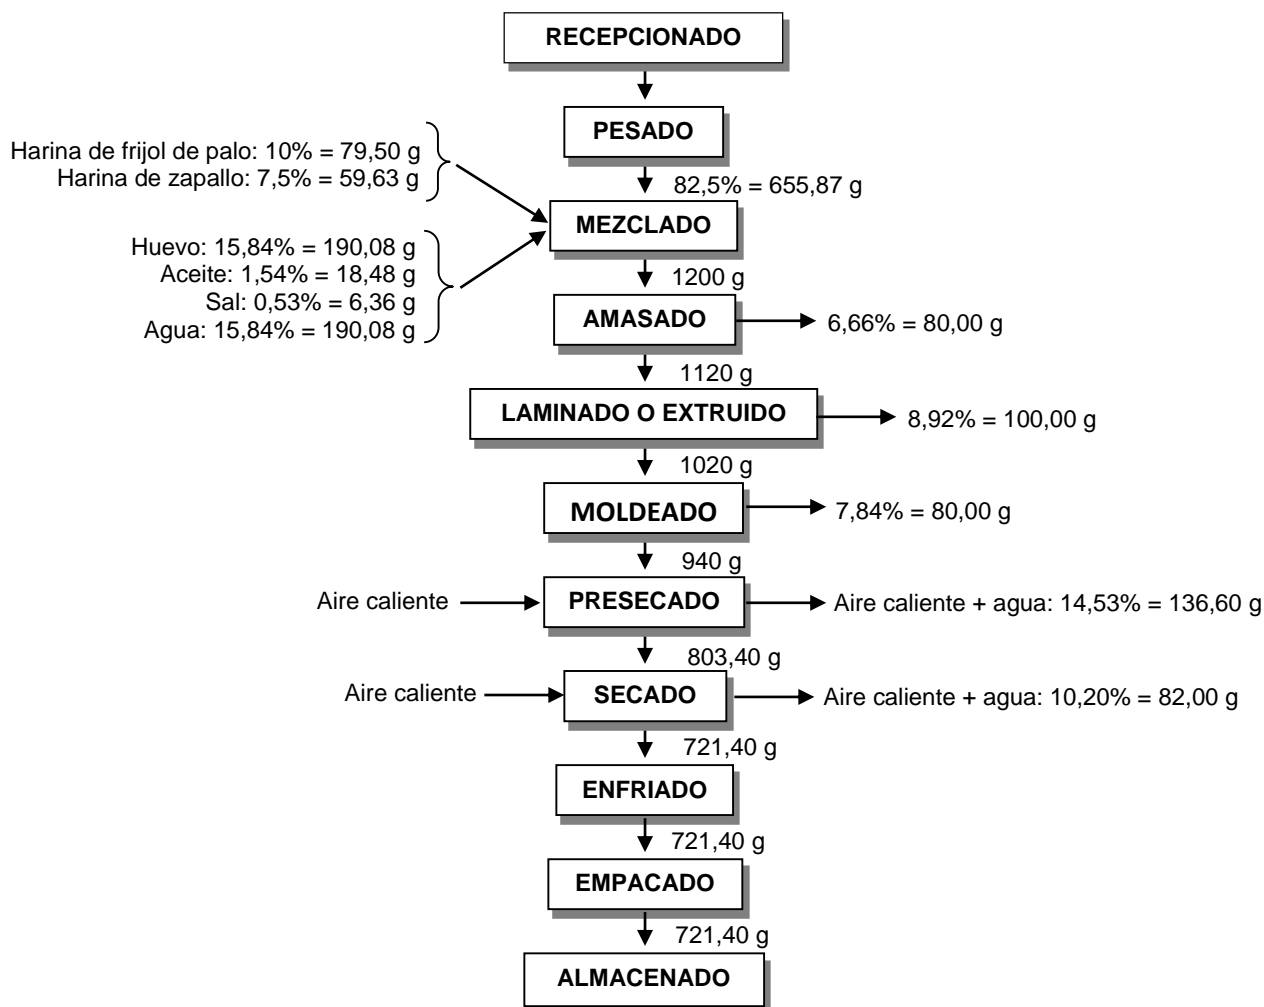 RECEPCIONADO
PESADO
Harina de frijol de palo: 10% = 79,50 g
Harina de zapallo: 7,5% = 59,63 g
82,5% = 655,87 g
MEZCLADO
Huevo: 15,84% = 190,08 g
Aceite: 1,54% = 18,48 g
Sal: 0,53% = 6,36 g
Agua: 15,84% = 190,08 g
1200 g
AMASADO
6,66% = 80,00 g
1120 g
LAMINADO O EXTRUIDO
8,92% = 100,00 g
1020 g
MOLDEADO
7,84% = 80,00 g
940 g
Aire caliente
PRESECADO
Aire caliente + agua: 14,53% = 136,60 g
803,40 g
Aire caliente
SECADO
Aire caliente + agua: 10,20% = 82,00 g
721,40 g
ENFRIADO
721,40 g
EMPACADO
721,40 g
ALMACENADO